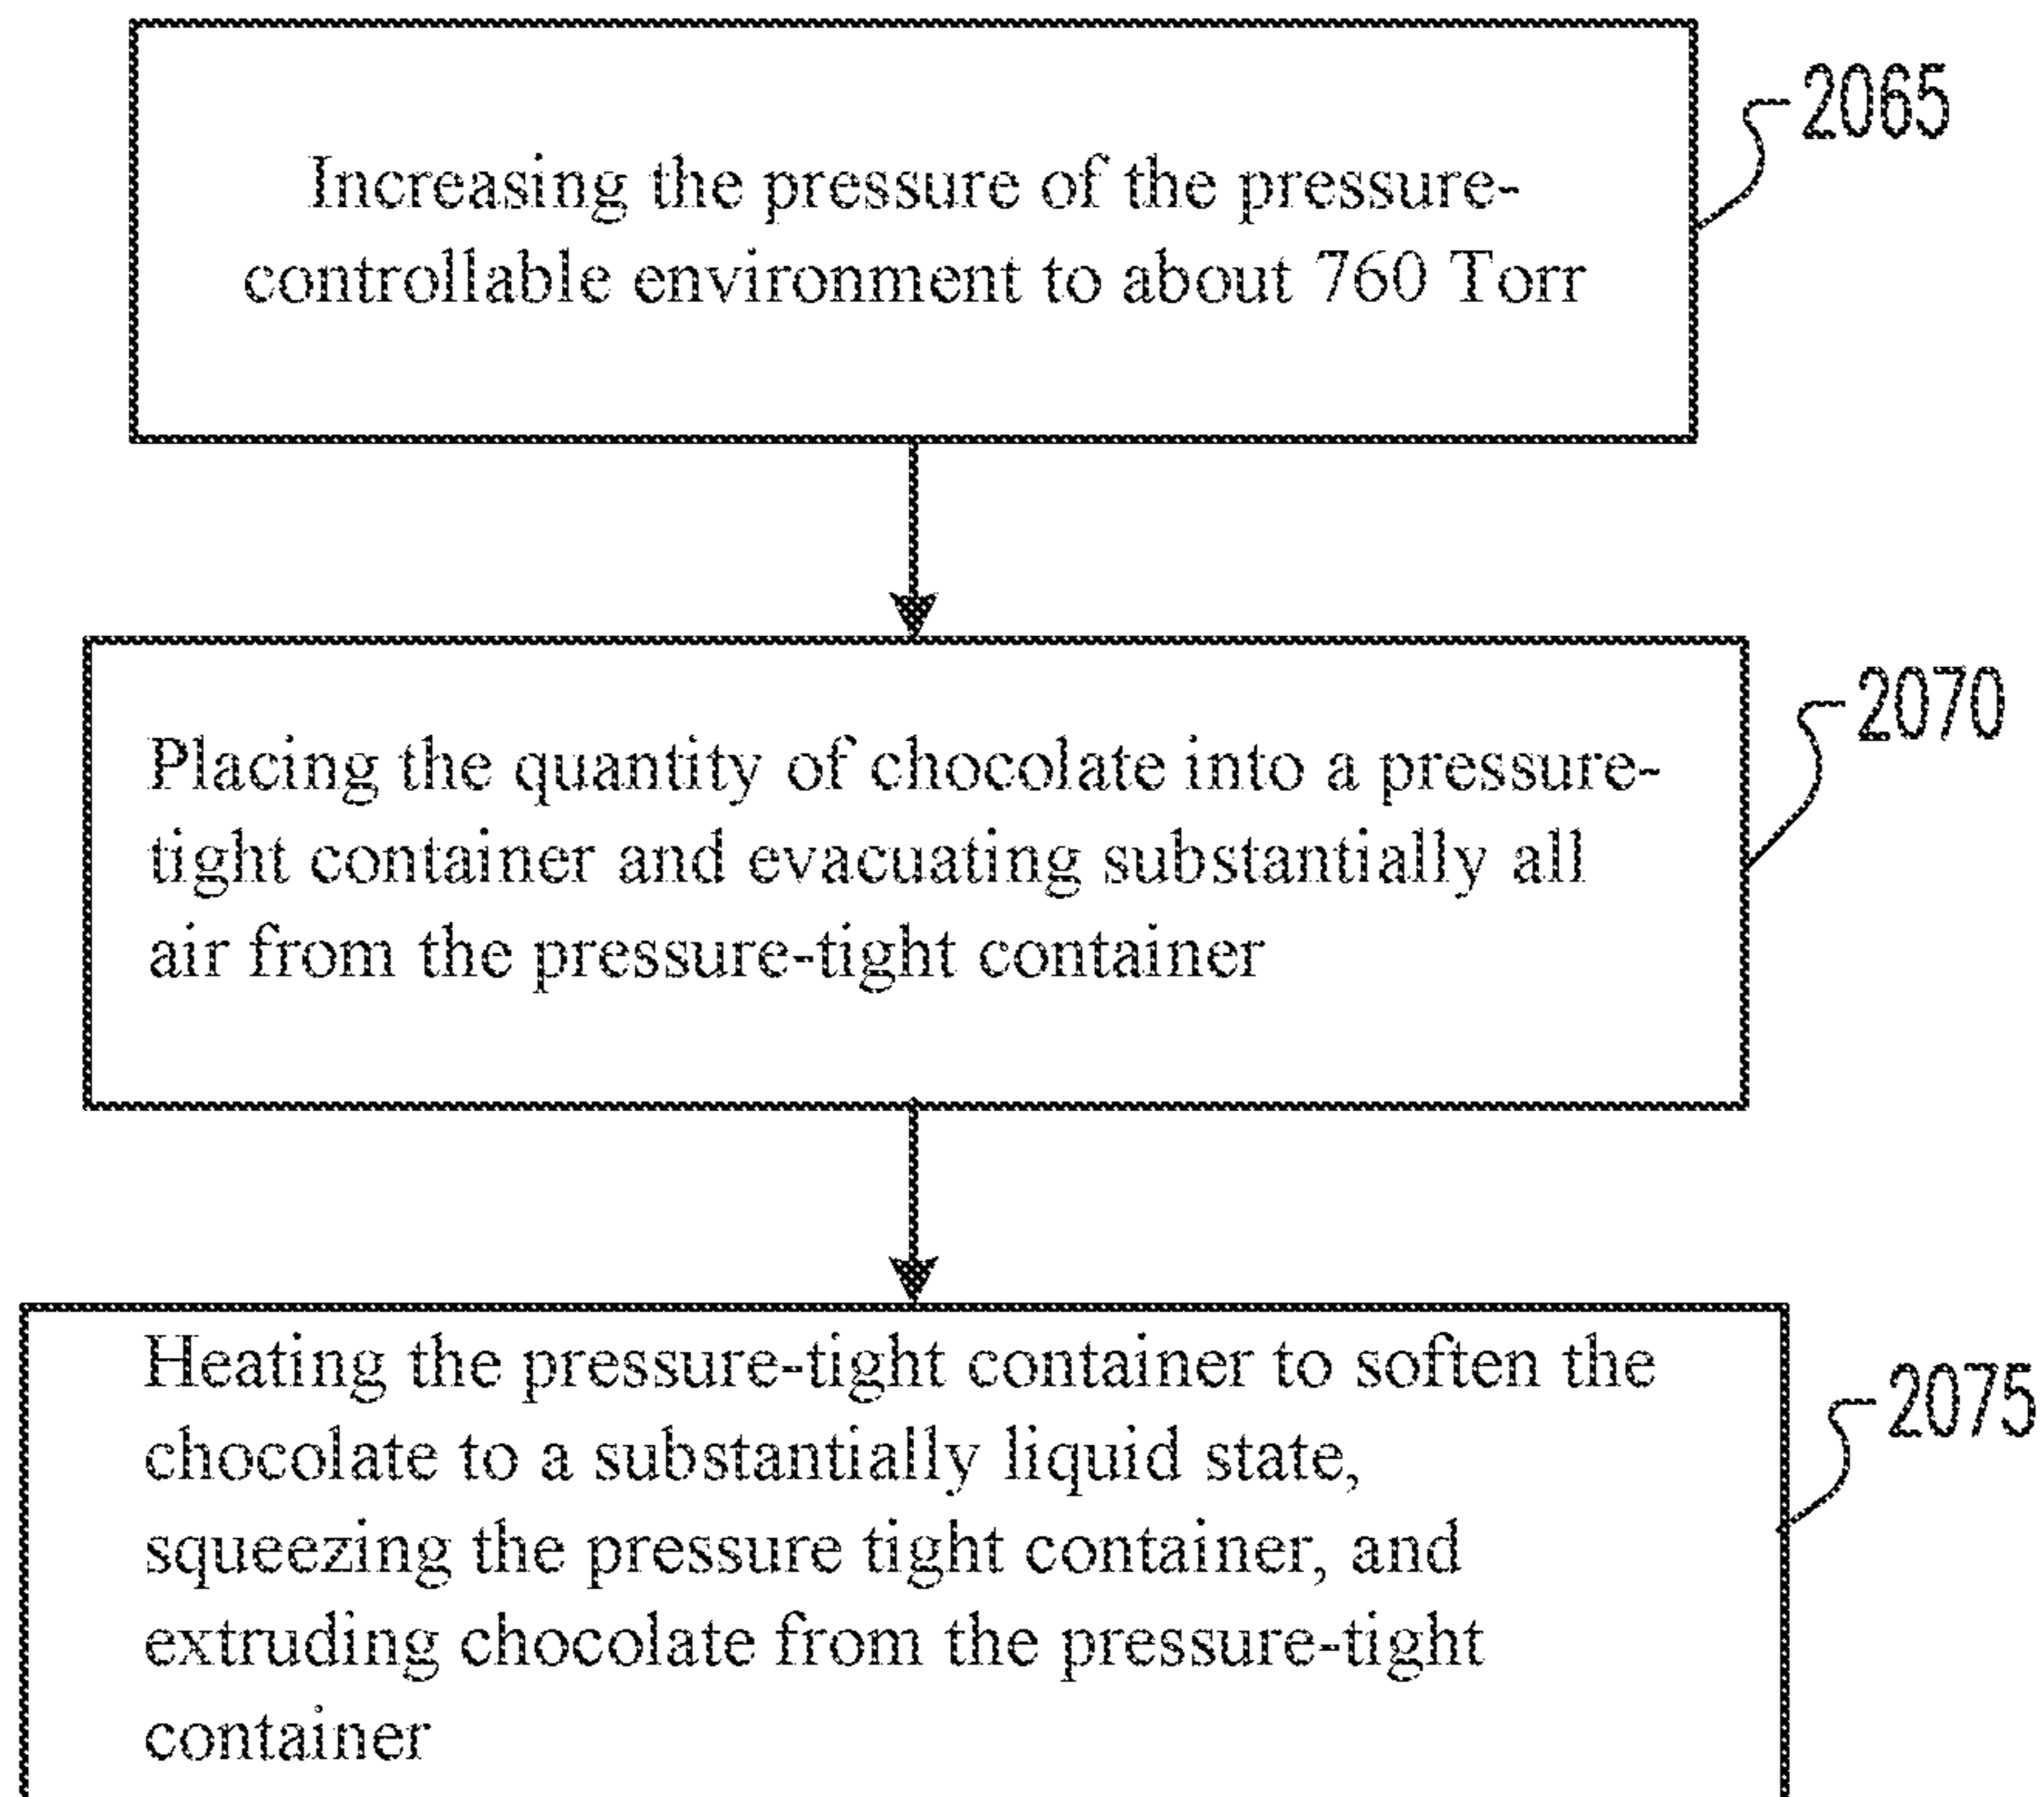 Increasing the pressure of the pressure-
controllable environment to about 760 Torr
2065
Placing the quantity of chocolate into a pressure-
tight container and evacuating substantially all
air from the pressure-tight container
2070
Heating the pressure-tight container to soften the
chocolate to a substantially liquid state,
squeezing the pressure tight container, and
extruding chocolate from the pressure-tight
container
2075